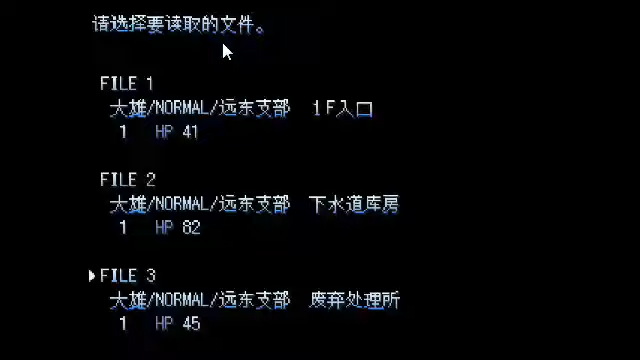 请选择要读取的文件。
FILE 1
大雄/NORMAL/远东支部 1F入口
1 HP 41
FILE 2
大雄/NORMAL/远东支部 下水道库房
1 HP 82
FILE 3
大雄/NORMAL/远东支部 废弃处理所
1 HP 45